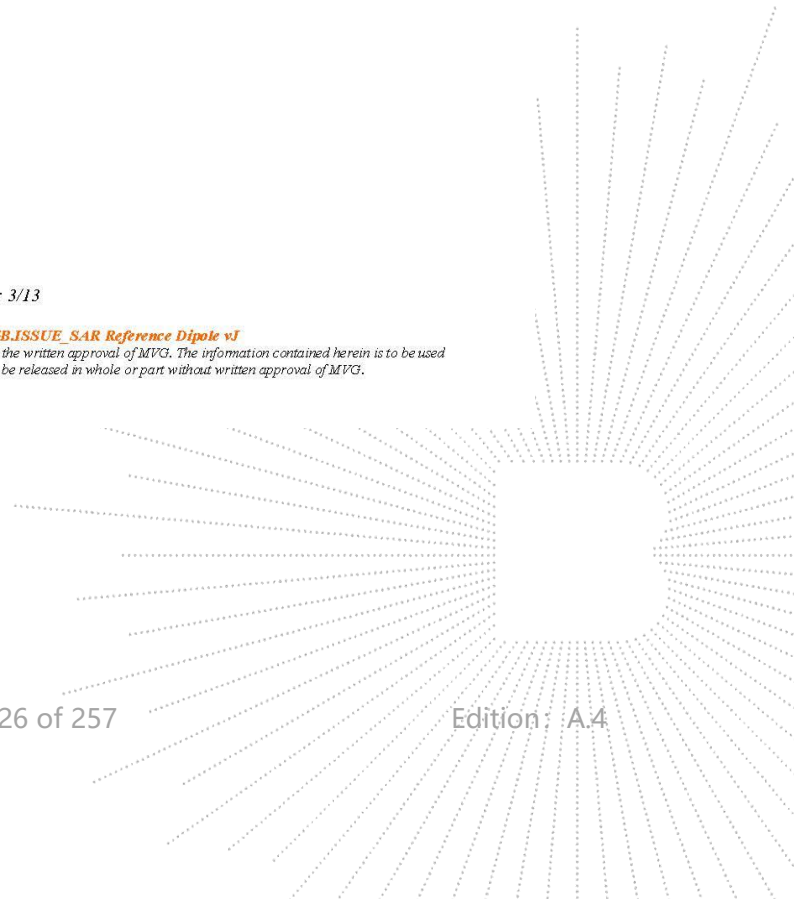 : 3/13
B.ISSUE_SAR Reference Dipole vJ
the written approval of MVG. The information contained herein is to be used
be released in whole or part without written approval of MVG.
26 of 257 Edition：A.4